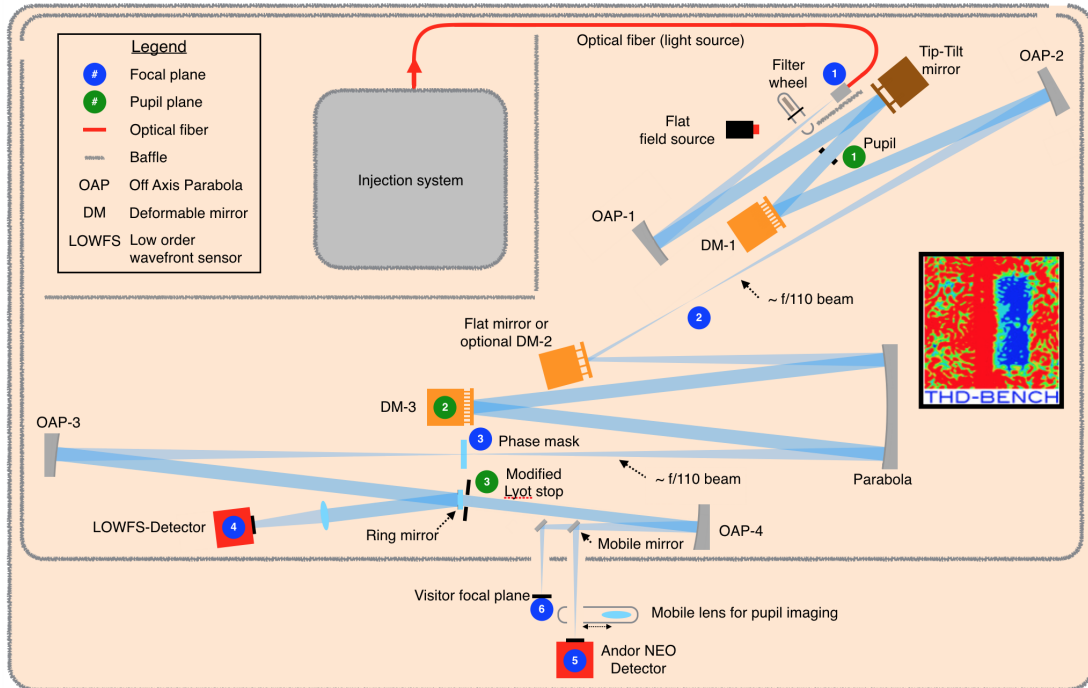 Legend
# Focal plane
# Pupil plane
Optical fiber
Baffle
OAP Off Axis Parabola
DM Deformable mirror
LOWFS Low order
wavefront sensor
Injection system
Optical fiber (light source)
Filter
wheel
1
Tip-Tilt
mirror
OAP-2
Flat
field source
Pupil
1
OAP-1
DM-1
~ f/110 beam
2
Flat mirror or
optional DM-2
THD-BENCH
DM-3
2
OAP-3
3
Phase mask
3
Modified
Lyot stop
~ f/110 beam
Parabola
LOWFS-Detector
4
Ring mirror
Mobile mirror
OAP-4
Visitor focal plane
6
Mobile lens for pupil imaging
5
Andor NEO
Detector